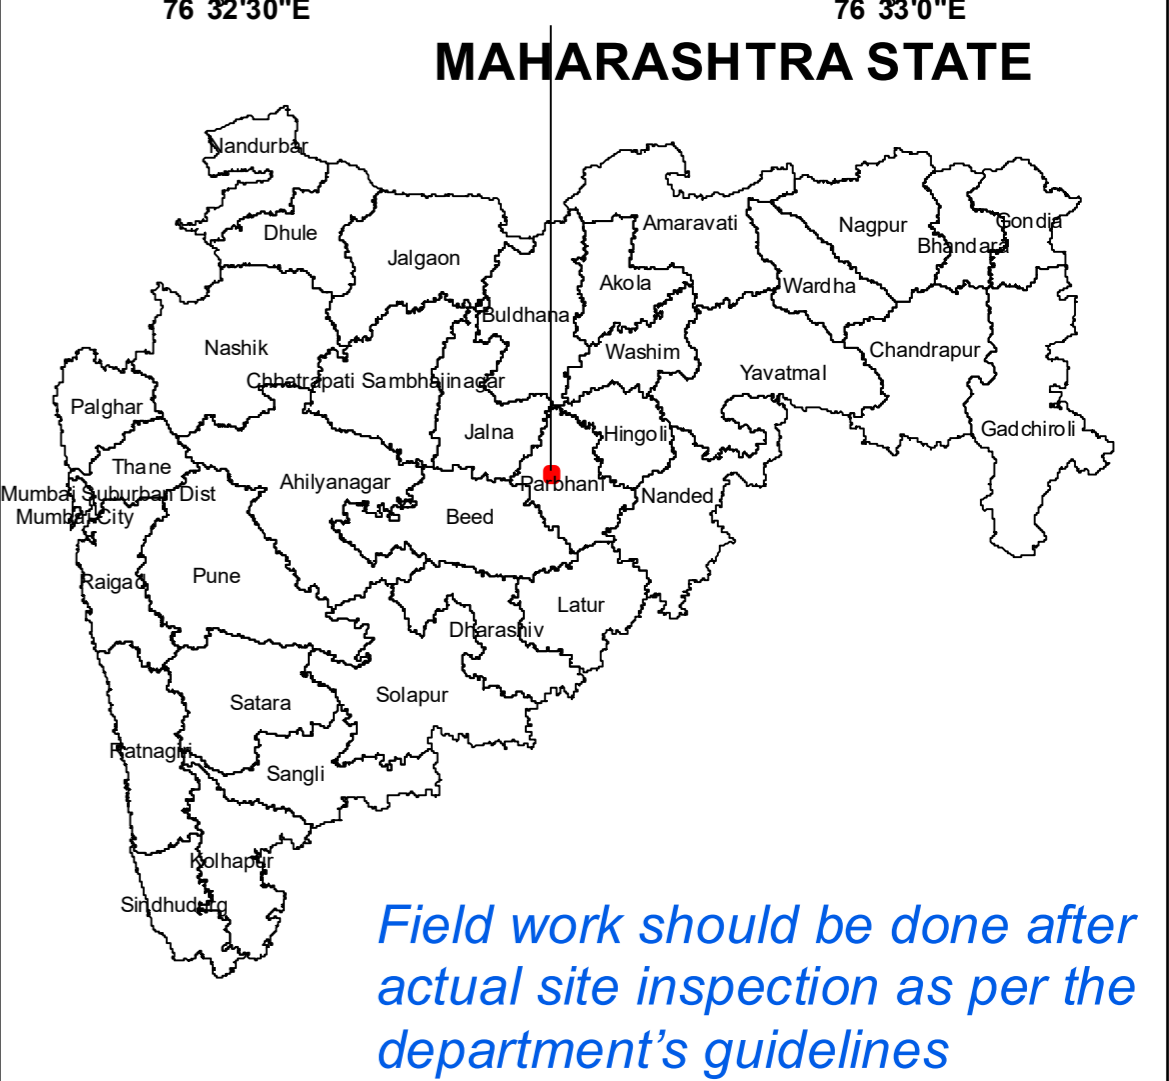 76 32'30"E 76 33'0"E
MAHARASHTRA STATE
Nandurbar
Dhule
Jalgaon
Amaravati
Nagpur
Gondia
Bhandara
Akola
Wardha
Buldhana
Nashik
Washim
Chandrapur
Chhatrapati Sambhajinagar
Yavatmal
Palghar
Jalna
Hingoli
Gadchiroli
Thane
Ahilyanagar
Parbhani
Mumbai Suburban Dist
Nanded
Mumbai City
Beed
Raigad
Pune
Latur
Dharashiv
Satara
Solapur
Ratnagiri
Sangli
Kolhapur
Sindhudurg
Field work should be done after
actual site inspection as per the
department’s guidelines